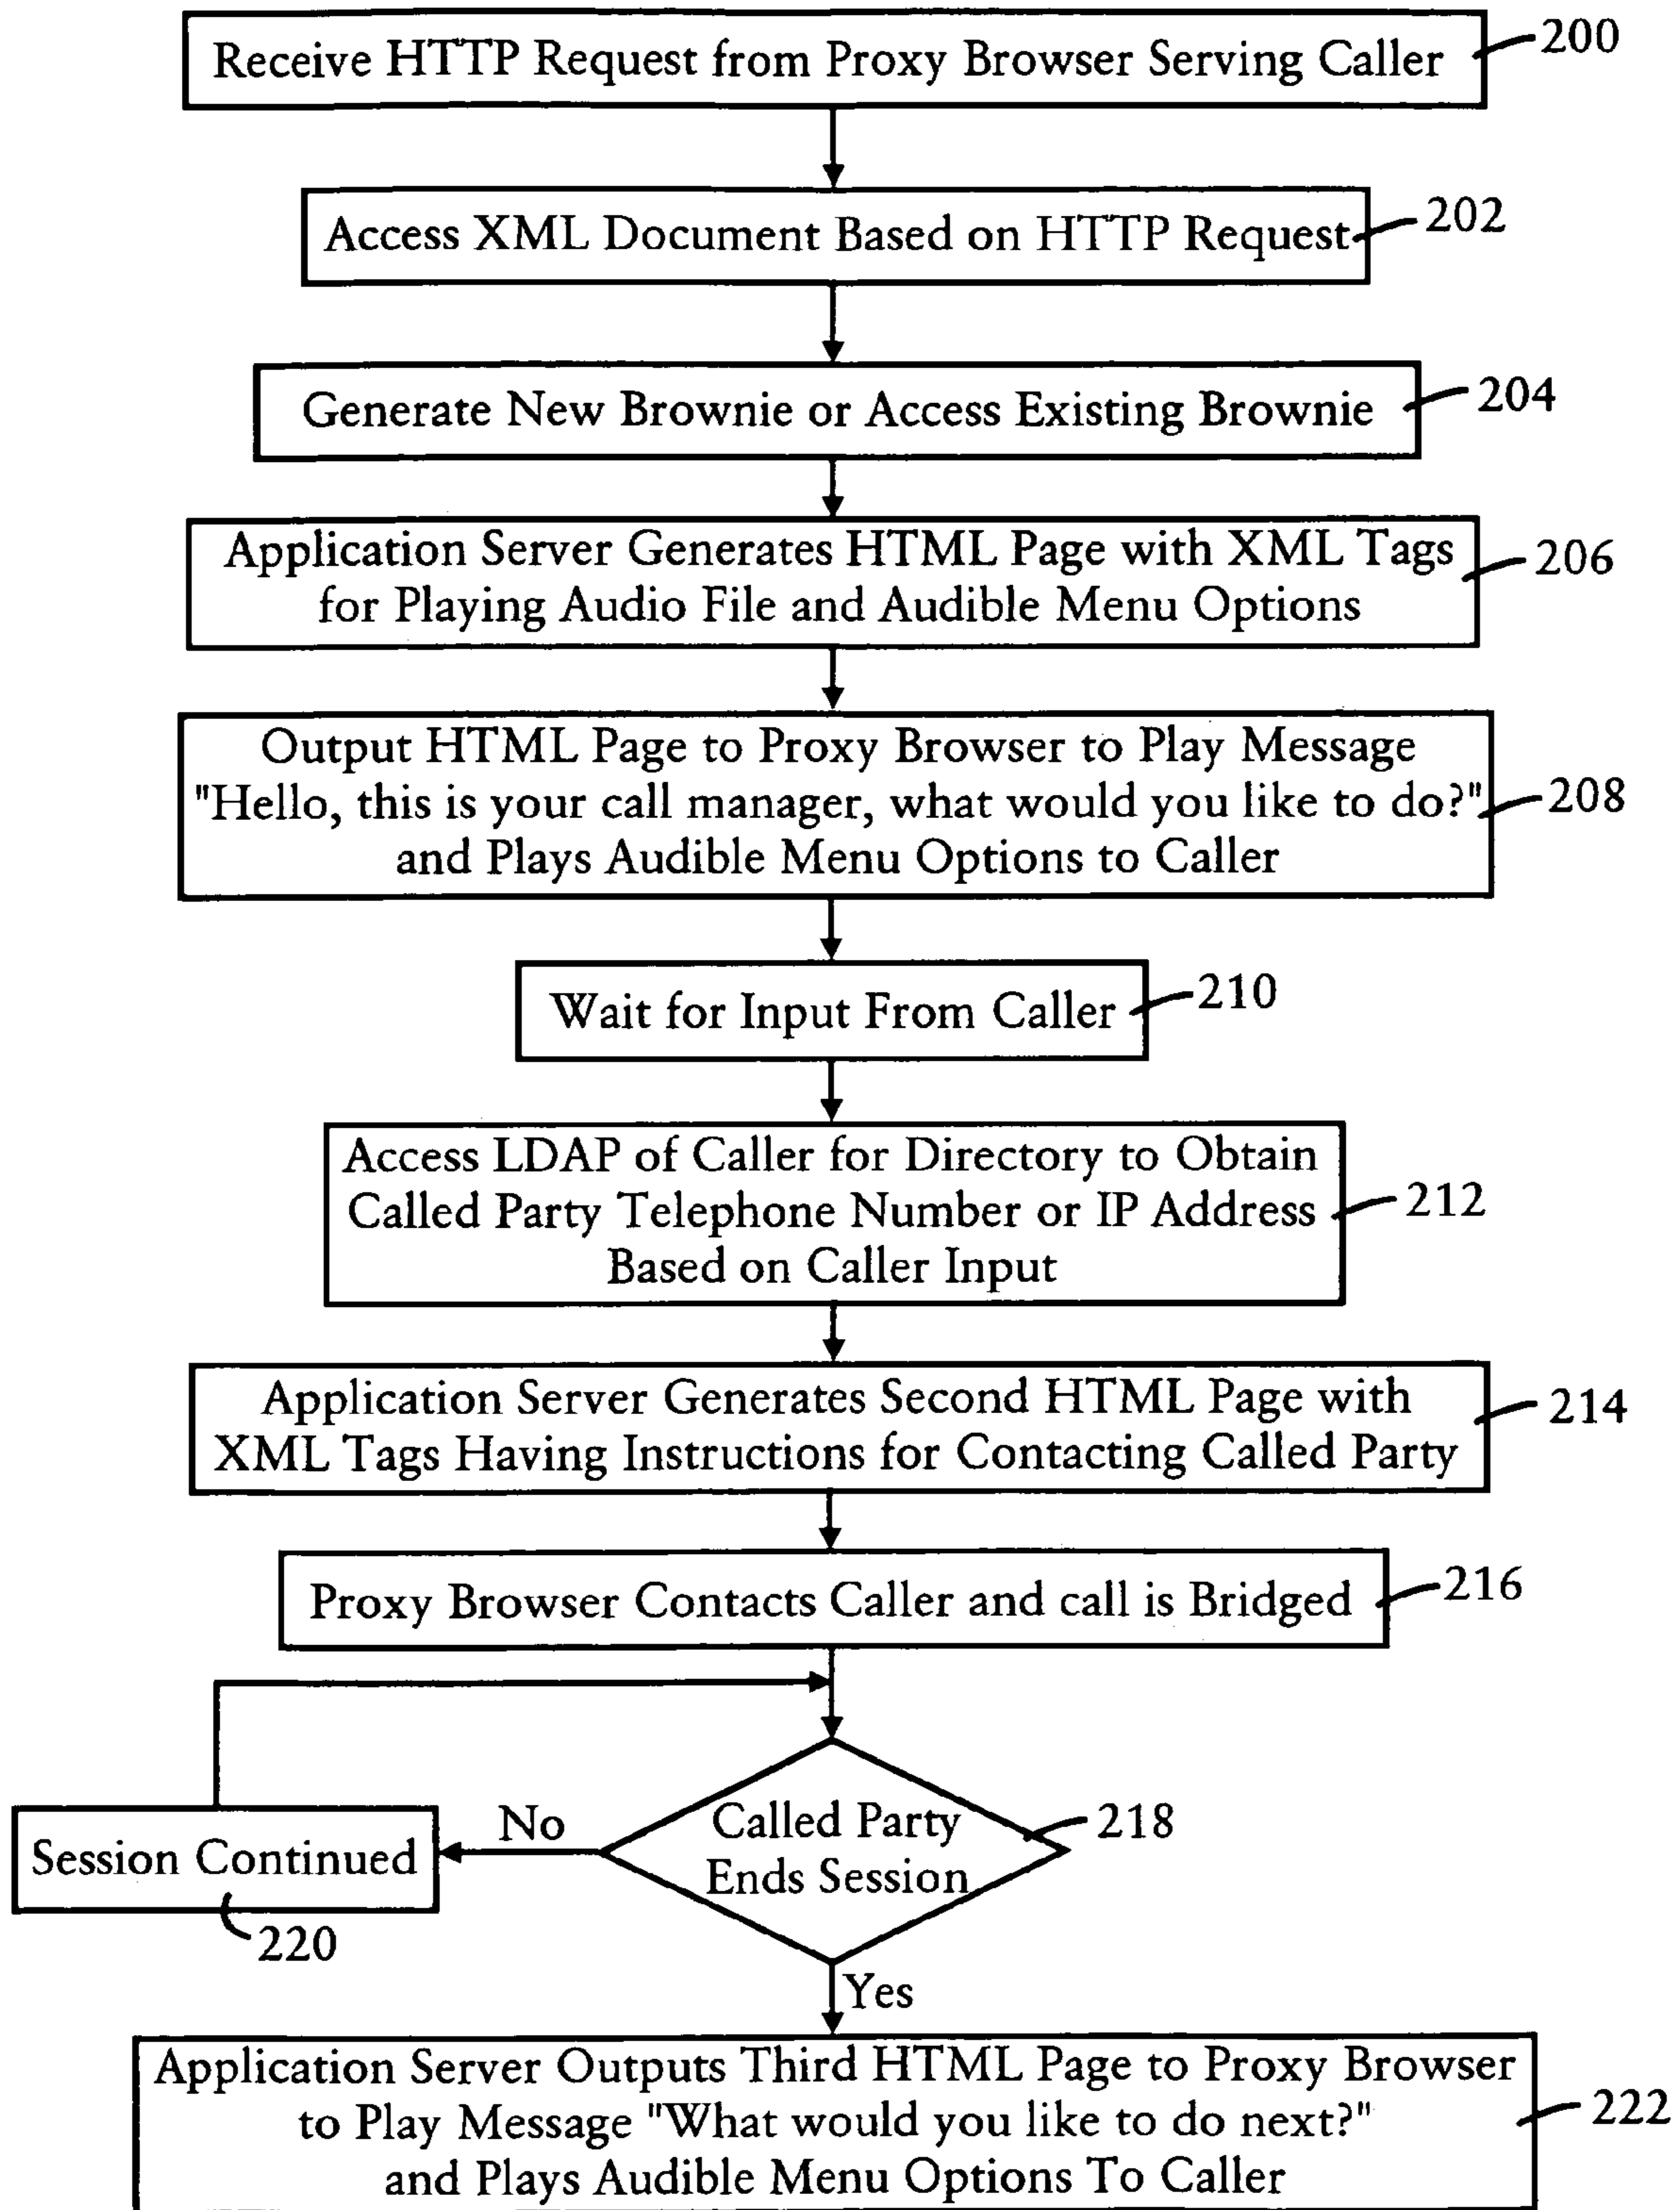 Receive HTTP Request from Proxy Browser Serving Caller
200
Access XML Document Based on HTTP Request
202
Generate New Brownie or Access Existing Brownie
204
Application Server Generates HTML Page with XML Tags
for Playing Audio File and Audible Menu Options
206
Output HTML Page to Proxy Browser to Play Message
"Hello, this is your call manager, what would you like to do?"
and Plays Audible Menu Options to Caller
208
Wait for Input From Caller
210
Access LDAP of Caller for Directory to Obtain
Called Party Telephone Number or IP Address
Based on Caller Input
212
Application Server Generates Second HTML Page with
XML Tags Having Instructions for Contacting Called Party
214
Proxy Browser Contacts Caller and call is Bridged
216
Called Party
Ends Session
218
No
Session Continued
220
Yes
Application Server Outputs Third HTML Page to Proxy Browser
to Play Message "What would you like to do next?"
and Plays Audible Menu Options To Caller
222